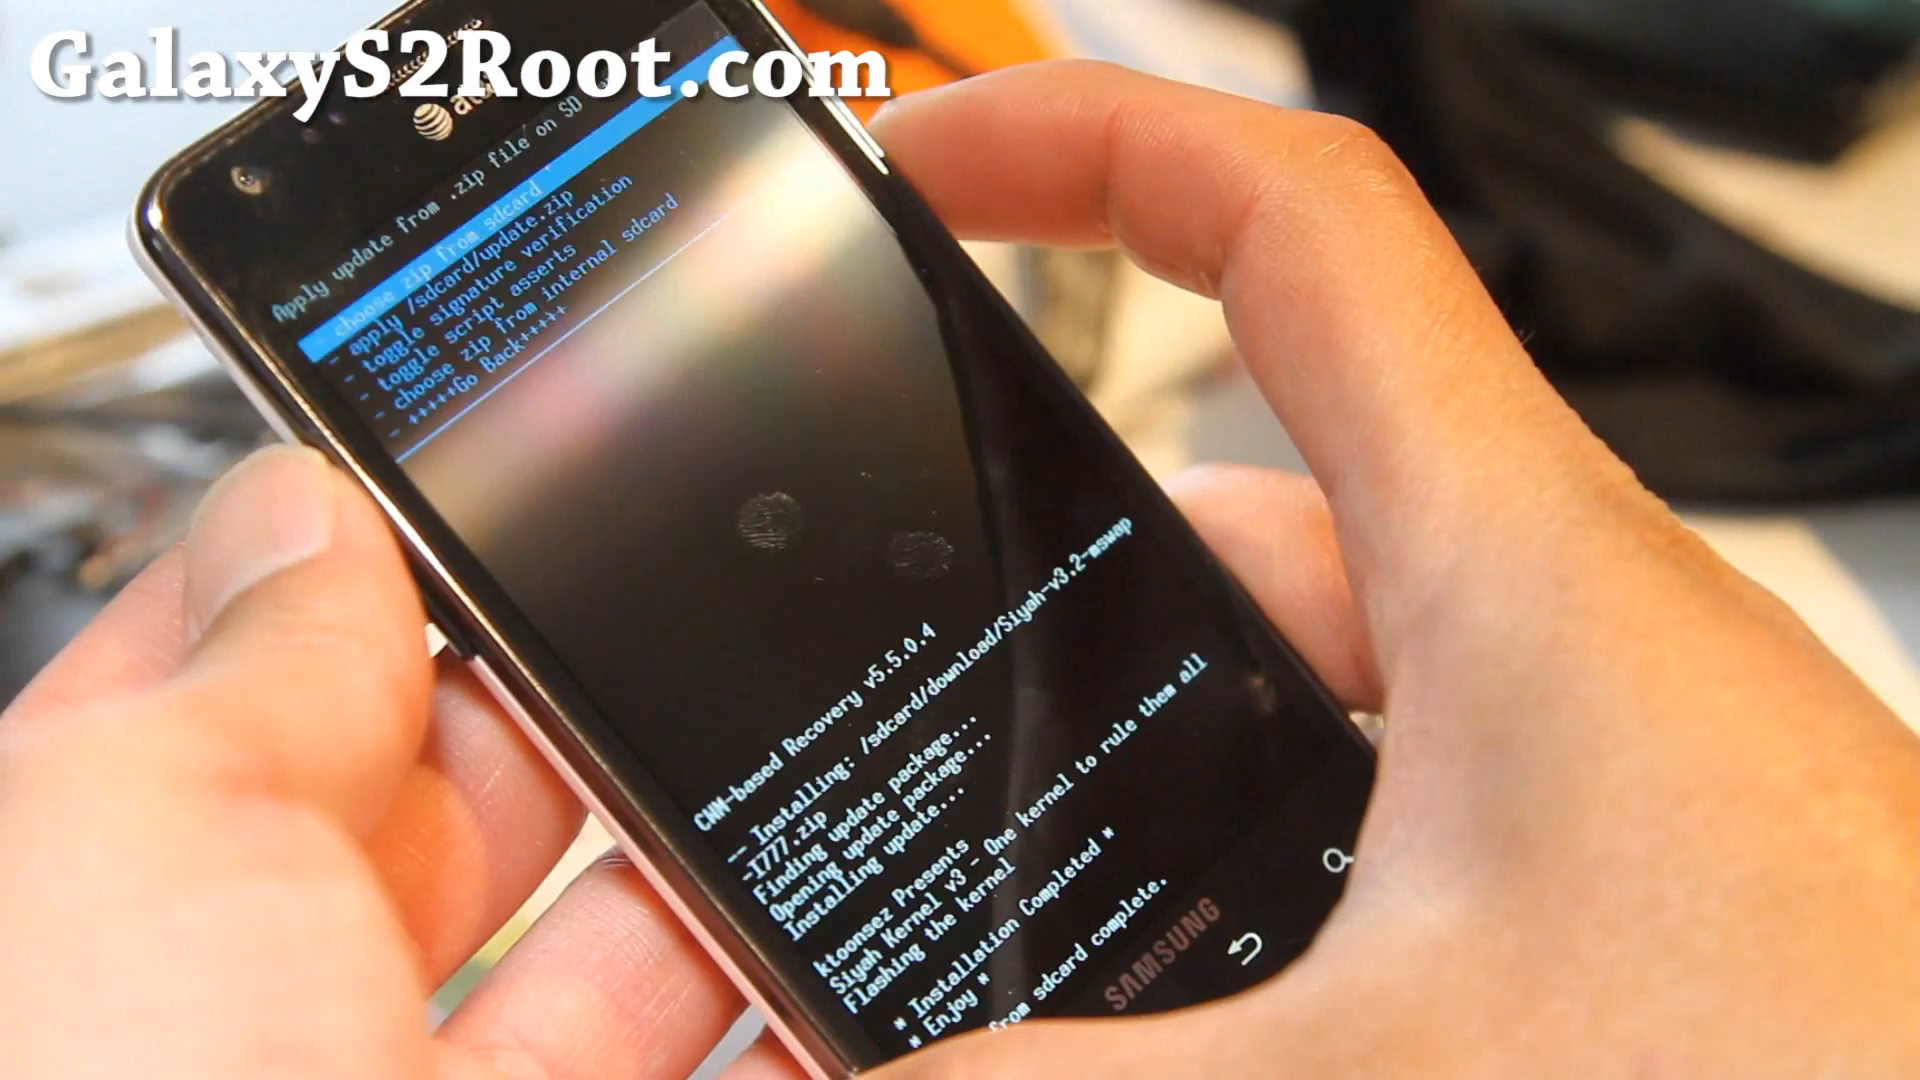 GalaxyS2Root.com
at&t
Apply update from .zip file on SD
- choose zip from sdcard
- apply /sdcard/update.zip
- toggle signature verification
- toggle script asserts
- choose zip from internal sdcard
- +++++Go Back+++++
CWM-based Recovery v5.5.0.4
-- Installing: /sdcard/download/Siyah-v3.2-mswap
-I777.zip
Finding update package...
Opening update package...
Installing update...
ktoonsez Presents
Siyah Kernel v3 - One kernel to rule them all
Flashing the kernel
* Installation Completed *
* Enjoy *
from sdcard complete.
SAMSUNG